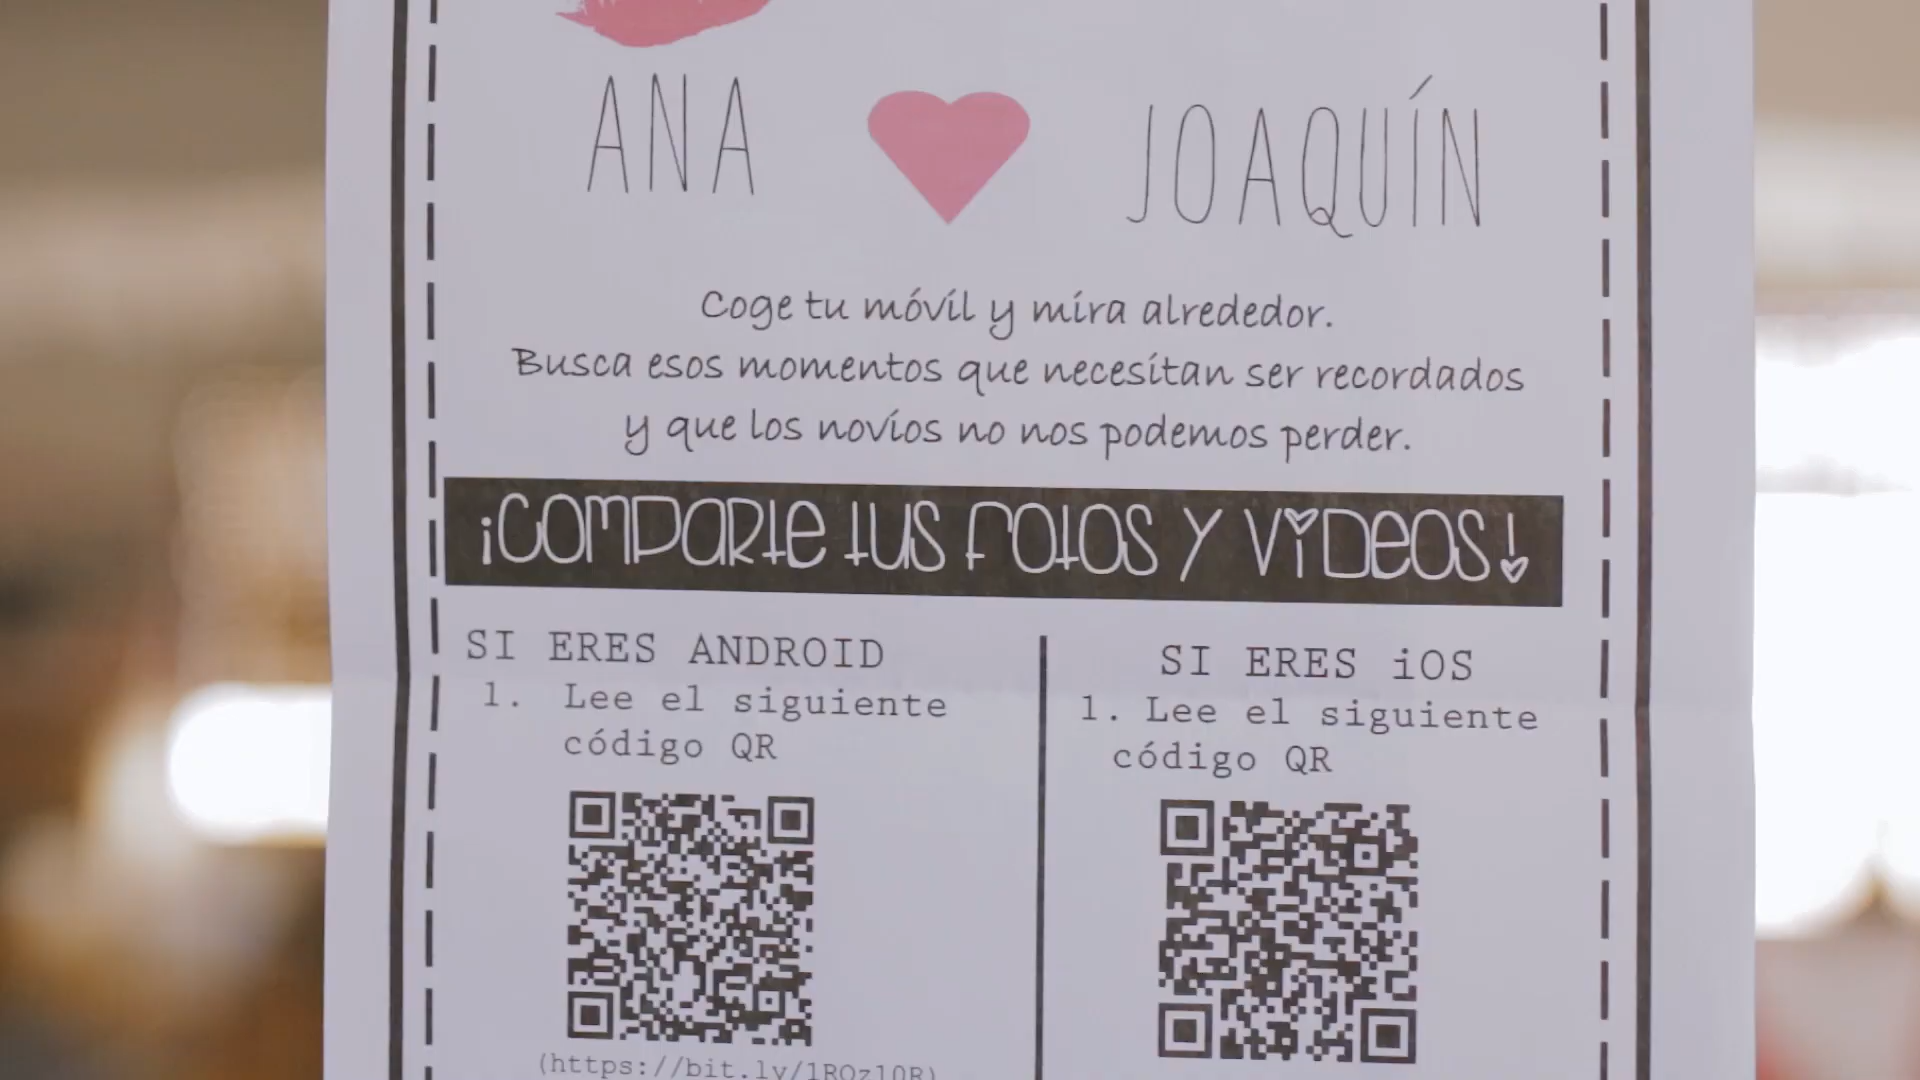 ANA JOAQUÍN
Coge tu móvil y mira alrededor.
Busca esos momentos que necesitan ser recordados
y que los novios no nos podemos perder.
¡COMPARTE TUS FOTOS Y VIDEOS!
SI ERES ANDROID
1. Lee el siguiente
código QR
SI ERES iOS
1. Lee el siguiente
código QR